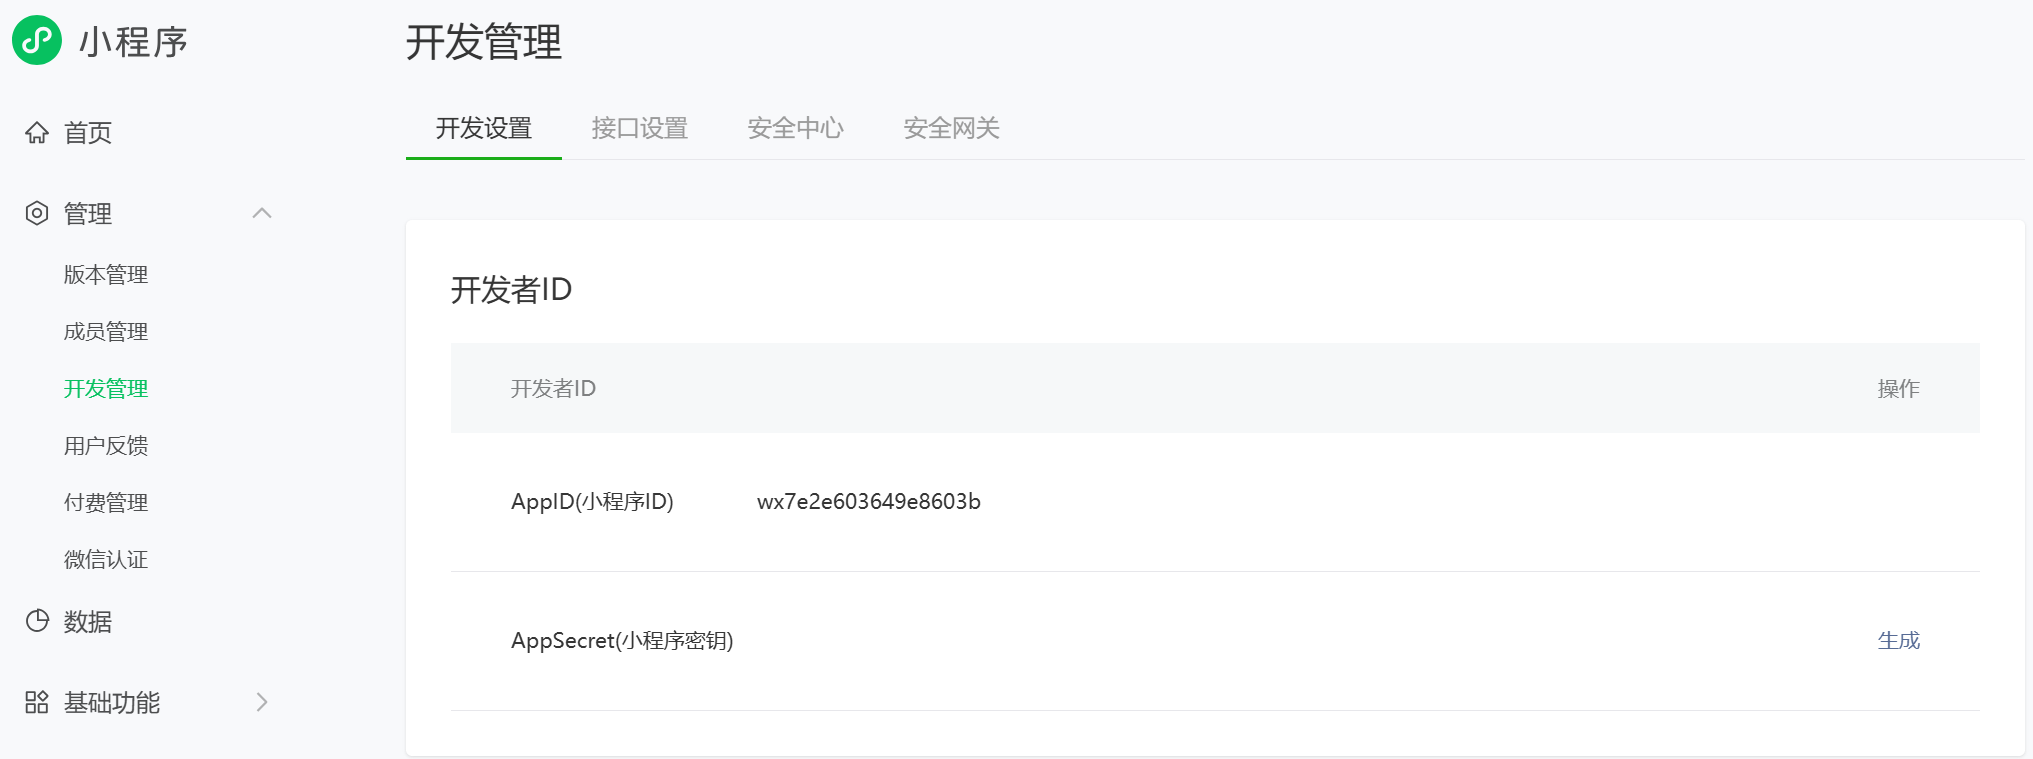 小程序
首页
管理
版本管理
成员管理
开发管理
用户反馈
付费管理
微信认证
数据
基础功能
开发管理
开发设置 接口设置 安全中心 安全网关
开发者ID
开发者ID 操作
AppID(小程序ID) wx7e2e603649e8603b
AppSecret(小程序密钥) 生成